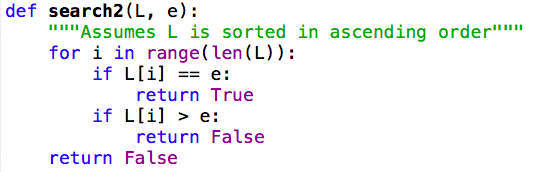 def search2(L, e):
    """Assumes L is sorted in ascending order"""
    for i in range(len(L)):
        if L[i] == e:
            return True
        if L[i] > e:
            return False
    return False